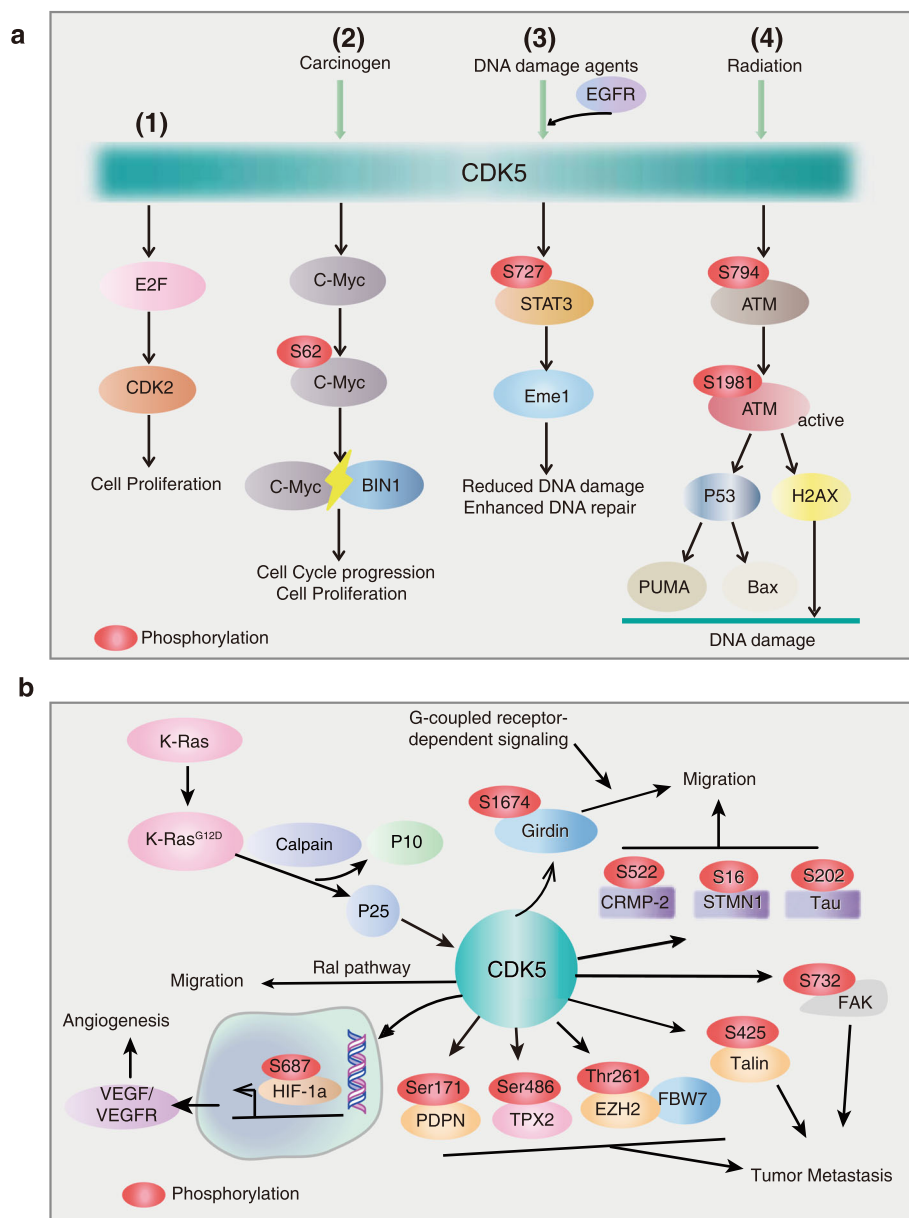 a
(1)
(2)
Carcinogen
(3)
DNA damage agents
EGFR
(4)
Radiation
CDK5
E2F
CDK2
Cell Proliferation
C-Myc
S62
C-Myc
C-Myc
BIN1
Cell Cycle progression
Cell Proliferation
S727
STAT3
Eme1
Reduced DNA damage
Enhanced DNA repair
S794
ATM
S1981
ATM
active
P53
H2AX
PUMA
Bax
DNA damage
Phosphorylation
b
K-Ras
K-RasG12D
Calpain
P10
P25
G-coupled receptor-
dependent signaling
S1674
Girdin
Migration
S522
CRMP-2
S16
STMN1
S202
Tau
CDK5
Ral pathway
Migration
Angiogenesis
VEGF/
VEGFR
S687
HIF-1a
Ser171
PDPN
Ser486
TPX2
Thr261
EZH2
FBW7
S425
Talin
S732
FAK
Tumor Metastasis
Phosphorylation